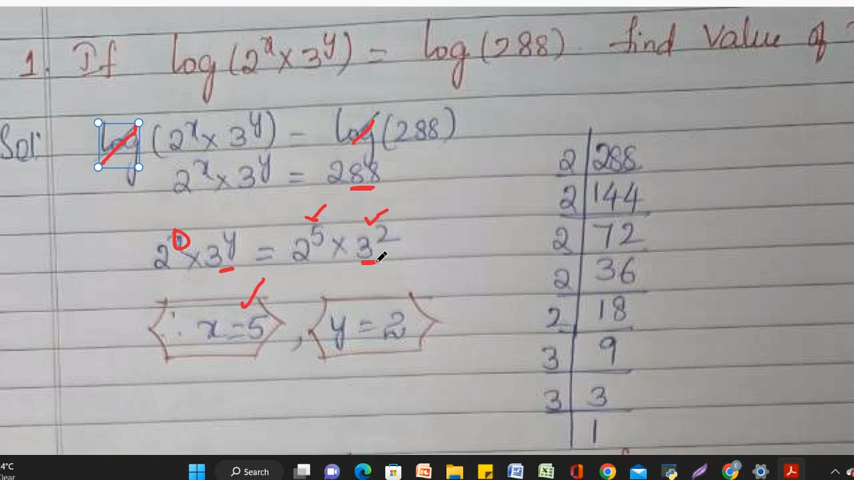 1. If log(2^x × 3^y) = log(288). find value of
Sol:
log(2^x × 3^y) = log(288)
2^x × 3^y = 288
2^x × 3^y = 2^5 × 3^2
∴ x=5, y=2
2 | 288
2 | 144
2 | 72
2 | 36
2 | 18
3 | 9
3 | 3
| 1
4°C
Clear
Search